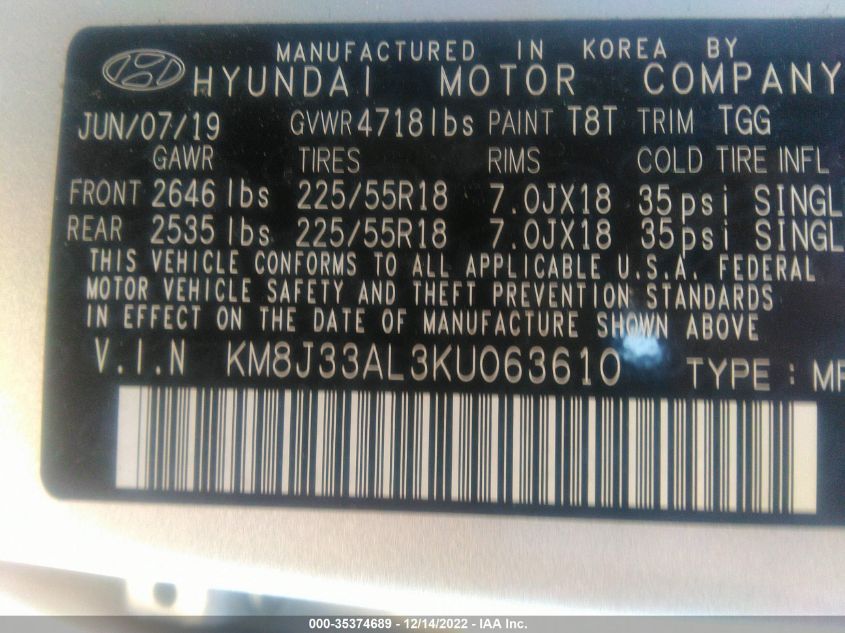 MANUFACTURED IN KOREA BY
HYUNDAI MOTOR COMPANY
JUN/07/19 GVWR 4718lbs PAINT T8T TRIM TGG
GAWR TIRES RIMS COLD TIRE INFL
FRONT 2646 lbs 225/55R18 7.0JX18 35psi SINGL
REAR 2535 lbs 225/55R18 7.0JX18 35psi SINGL
THIS VEHICLE CONFORMS TO ALL APPLICABLE U.S.A. FEDERAL
MOTOR VEHICLE SAFETY AND THEFT PREVENTION STANDARDS
IN EFFECT ON THE DATE OF MANUFACTURE SHOWN ABOVE
V.I.N KM8J33AL3KU063610 TYPE : MP
000-35374689 - 12/14/2022 - IAA Inc.